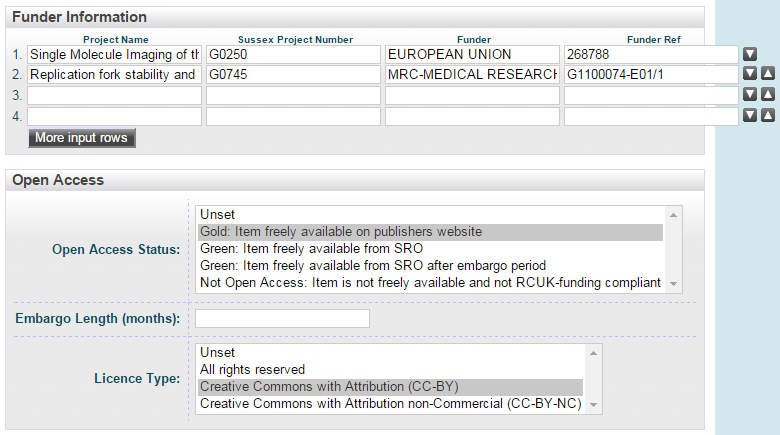 Funder Information
Project Name Sussex Project Number Funder Funder Ref
1. Single Molecule Imaging of th G0250 EUROPEAN UNION 268788
2. Replication fork stability and G0745 MRC-MEDICAL RESEARCH G1100074-E01/1
3.
4.
More input rows
Open Access
Open Access Status:
Unset
Gold: Item freely available on publishers website
Green: Item freely available from SRO
Green: Item freely available from SRO after embargo period
Not Open Access: Item is not freely available and not RCUK-funding compliant
Embargo Length (months):
Licence Type:
Unset
All rights reserved
Creative Commons with Attribution (CC-BY)
Creative Commons with Attribution non-Commercial (CC-BY-NC)